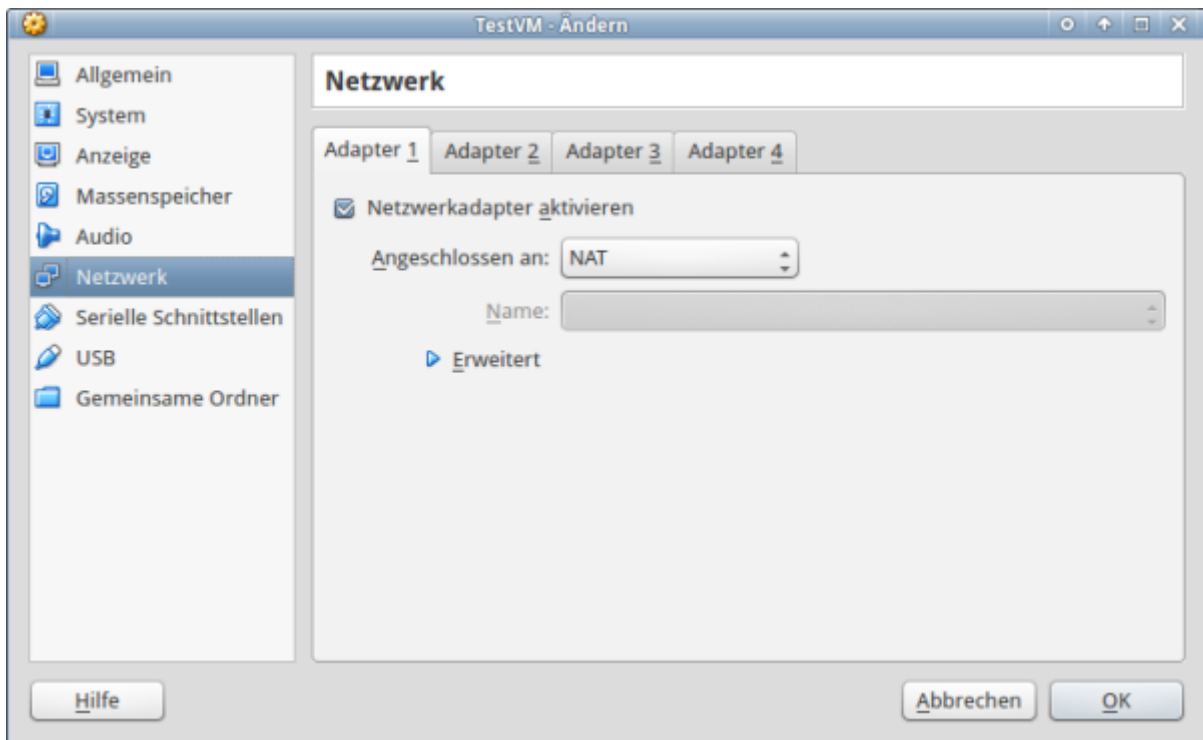 TestVM - Ändern
Allgemein
System
Anzeige
Massenspeicher
Audio
Netzwerk
Serielle Schnittstellen
USB
Gemeinsame Ordner
Netzwerk
Adapter 1 Adapter 2 Adapter 3 Adapter 4
Netzwerkadapter aktivieren
Angeschlossen an: NAT
Name:
Erweitert
Hilfe Abbrechen OK